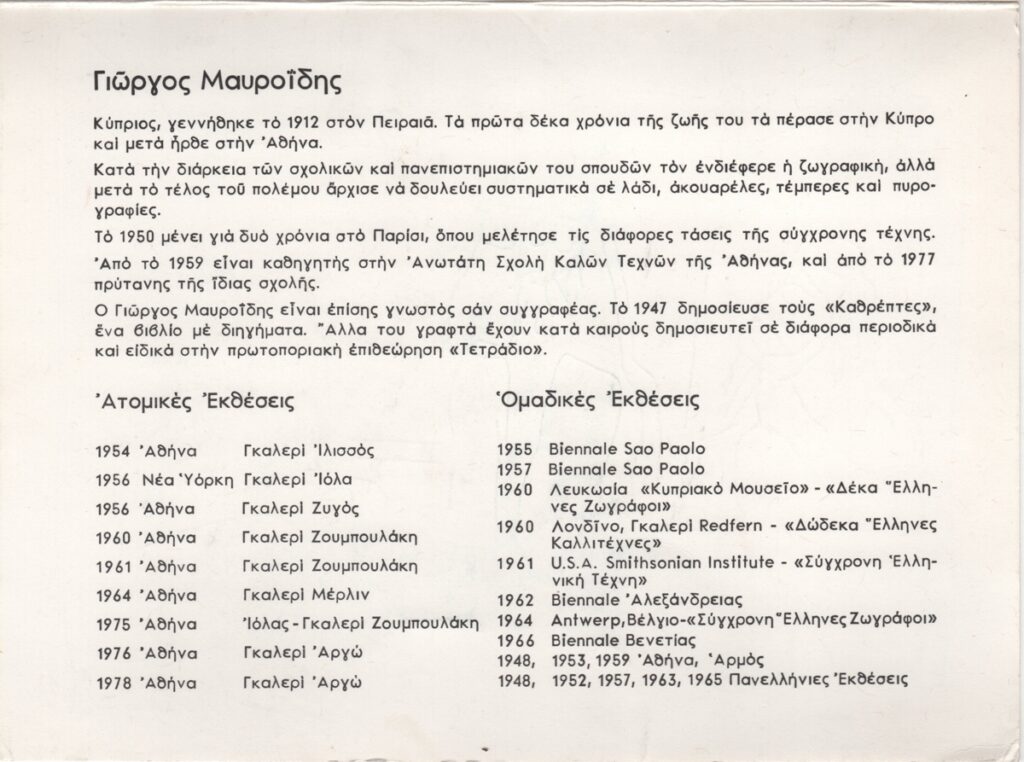 Γιῶργος Μαυροΐδης
Κύπριος, γεννήθηκε τὸ 1912 στὸν Πειραιᾶ. Τὰ πρῶτα δέκα χρόνια τῆς ζωῆς του τὰ πέρασε στὴν Κύπρο
καὶ μετὰ ἦρθε στὴν Ἀθήνα.
Κατὰ τὴν διάρκεια τῶν σχολικῶν καὶ πανεπιστημιακῶν του σπουδῶν τὸν ἐνδιέφερε ἡ ζωγραφική, ἀλλὰ
μετὰ τὸ τέλος τοῦ πολέμου ἄρχισε νὰ δουλεύει συστηματικὰ σὲ λάδι, ἀκουαρέλες, τέμπερες καὶ πυρο-
γραφίες.
Τὸ 1950 μένει γιὰ δυὸ χρόνια στὸ Παρίσι, ὅπου μελέτησε τὶς διάφορες τάσεις τῆς σύγχρονης τέχνης.
Ἀπὸ τὸ 1959 εἶναι καθηγητὴς στὴν Ἀνωτάτη Σχολὴ Καλῶν Τεχνῶν τῆς Ἀθήνας, καὶ ἀπὸ τὸ 1977
πρύτανης τῆς ἴδιας σχολῆς.
Ο Γιῶργος Μαυροΐδης εἶναι ἐπίσης γνωστὸς σὰν συγγραφέας. Τὸ 1947 δημοσίευσε τοὺς «Καθρέπτες»,
ἕνα βιβλίο μὲ διηγήματα. Ἄλλα του γραφτὰ ἔχουν κατὰ καιροὺς δημοσιευτεῖ σὲ διάφορα περιοδικὰ
καὶ εἰδικὰ στὴν πρωτοποριακὴ ἐπιθεώρηση «Τετράδιο».
Ἀτομικὲς Ἐκθέσεις
1954 Ἀθήνα Γκαλερὶ Ἰλισσός
1956 Νέα Ὑόρκη Γκαλερὶ Ἰόλα
1956 Ἀθήνα Γκαλερὶ Ζυγός
1960 Ἀθήνα Γκαλερὶ Ζουμπουλάκη
1961 Ἀθήνα Γκαλερὶ Ζουμπουλάκη
1964 Ἀθήνα Γκαλερὶ Μέρλιν
1975 Ἀθήνα Ἰόλας - Γκαλερὶ Ζουμπουλάκη
1976 Ἀθήνα Γκαλερὶ Ἀργώ
1978 Ἀθήνα Γκαλερὶ Ἀργώ
Ὁμαδικὲς Ἐκθέσεις
1955 Biennale Sao Paolo
1957 Biennale Sao Paolo
1960 Λευκωσία «Κυπριακὸ Μουσεῖο» - «Δέκα Ἕλλη-
νες Ζωγράφοι»
1960 Λονδῖνο, Γκαλερὶ Redfern - «Δώδεκα Ἕλληνες
Καλλιτέχνες»
1961 U.S.A. Smithsonian Institute - «Σύγχρονη Ἑλλη-
νικὴ Τέχνη»
1962 Biennale Ἀλεξάνδρειας
1964 Antwerp, Βέλγιο - «Σύγχρονη Ἕλληνες Ζωγράφοι»
1966 Biennale Βενετίας
1948, 1953, 1959 Ἀθήνα, Ἁρμός
1948, 1952, 1957, 1963, 1965 Πανελλήνιες Ἐκθέσεις